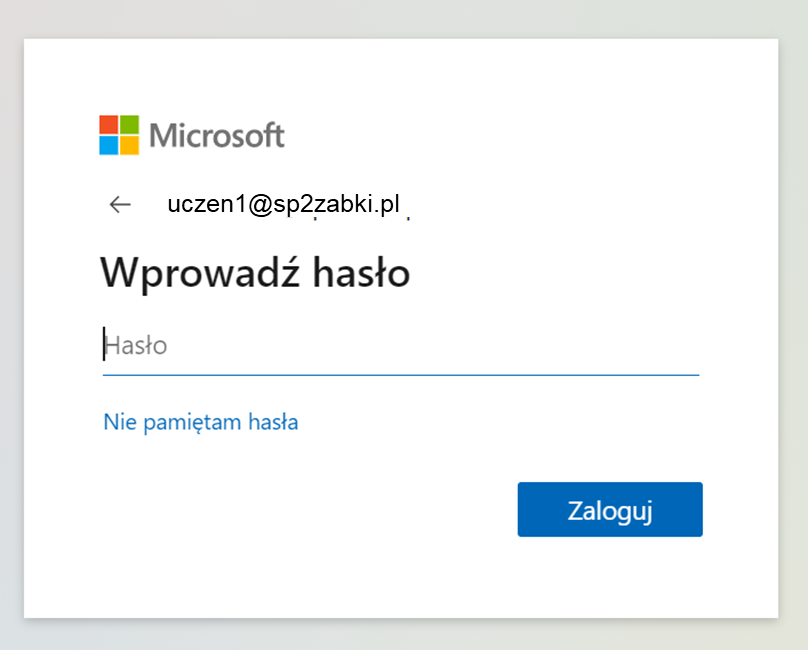 Microsoft
← uczen1@sp2zabki.pl
Wprowadź hasło
Hasło
Nie pamiętam hasła
Zaloguj